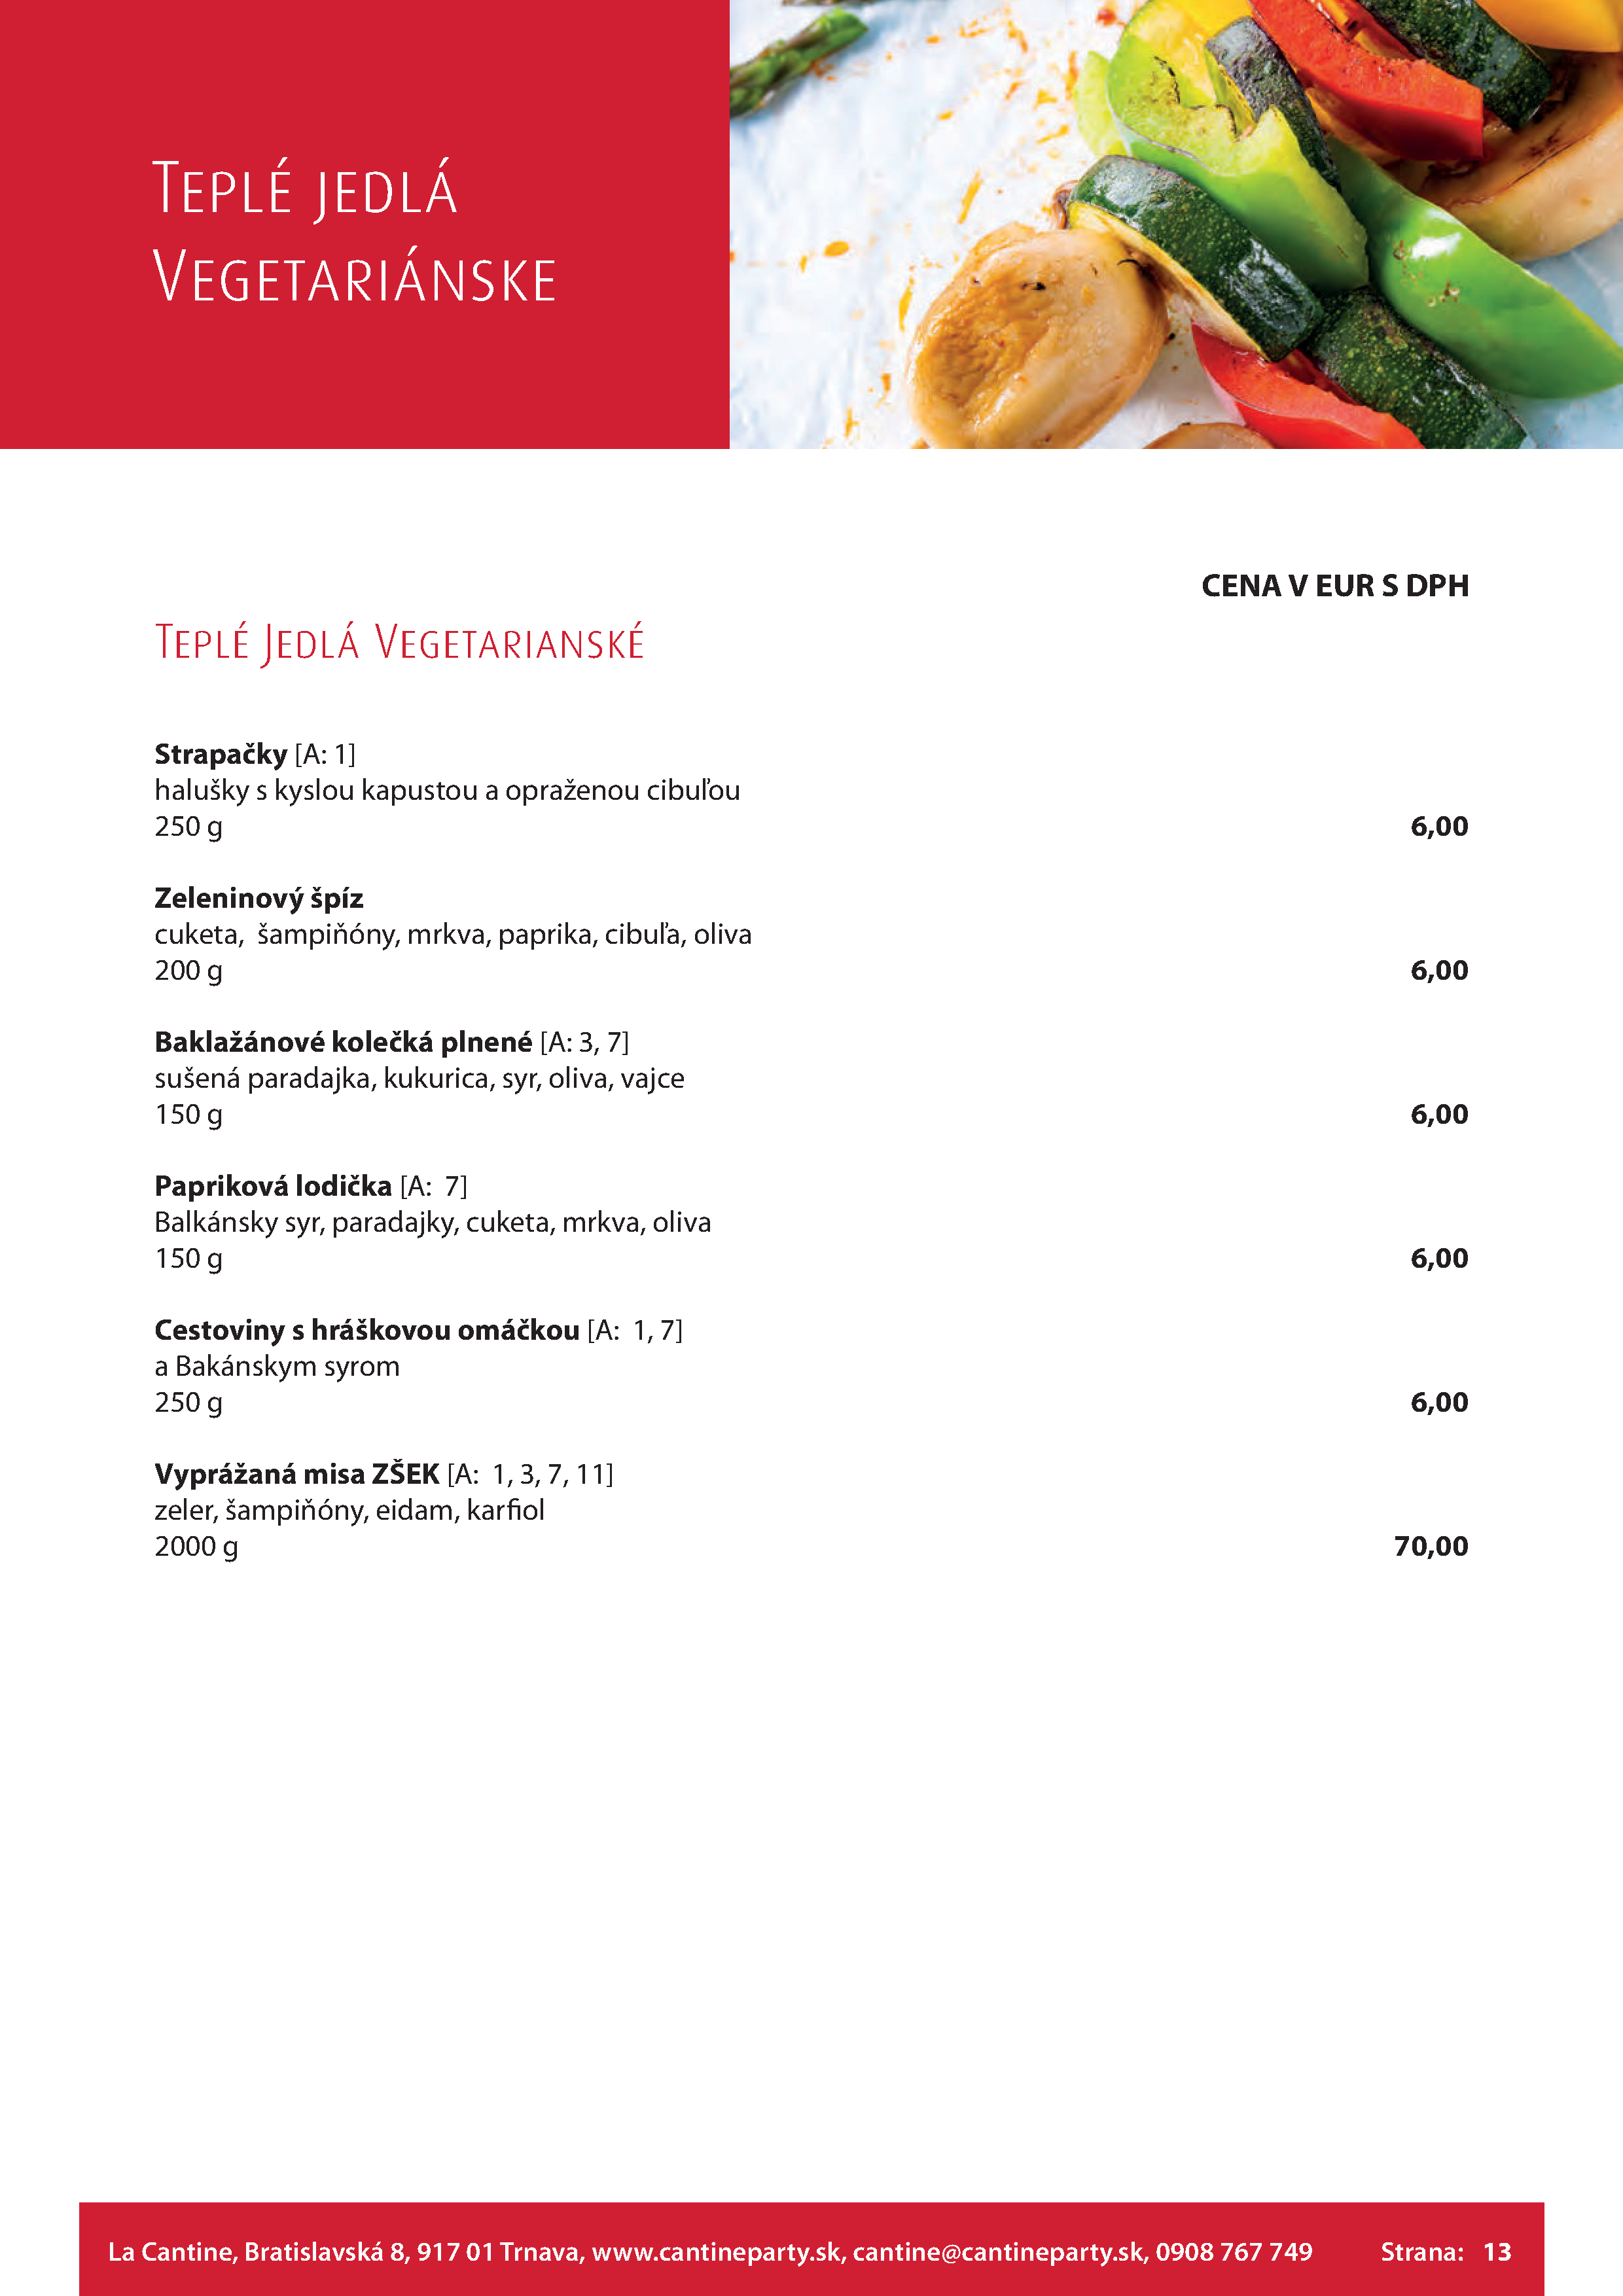 Teplé jedlá
Vegetariánske
CENA V EUR S DPH
Teplé Jedlá Vegetarianské
Strapačky [A: 1]
halušky s kyslou kapustou a opraženou cibuľou
250 g 6,00
Zeleninový špíz
cuketa, šampiňóny, mrkva, paprika, cibuľa, oliva
200 g 6,00
Baklažánové kolečká plnené [A: 3, 7]
sušená paradajka, kukurica, syr, oliva, vajce
150 g 6,00
Papriková lodička [A: 7]
Balkánsky syr, paradajky, cuketa, mrkva, oliva
150 g 6,00
Cestoviny s hráškovou omáčkou [A: 1, 7]
a Bakánskym syrom
250 g 6,00
Vyprážaná misa ZŠEK [A: 1, 3, 7, 11]
zeler, šampiňóny, eidam, karfiol
2000 g 70,00
La Cantine, Bratislavská 8, 917 01 Trnava, www.cantineparty.sk, cantine@cantineparty.sk, 0908 767 749 Strana: 13